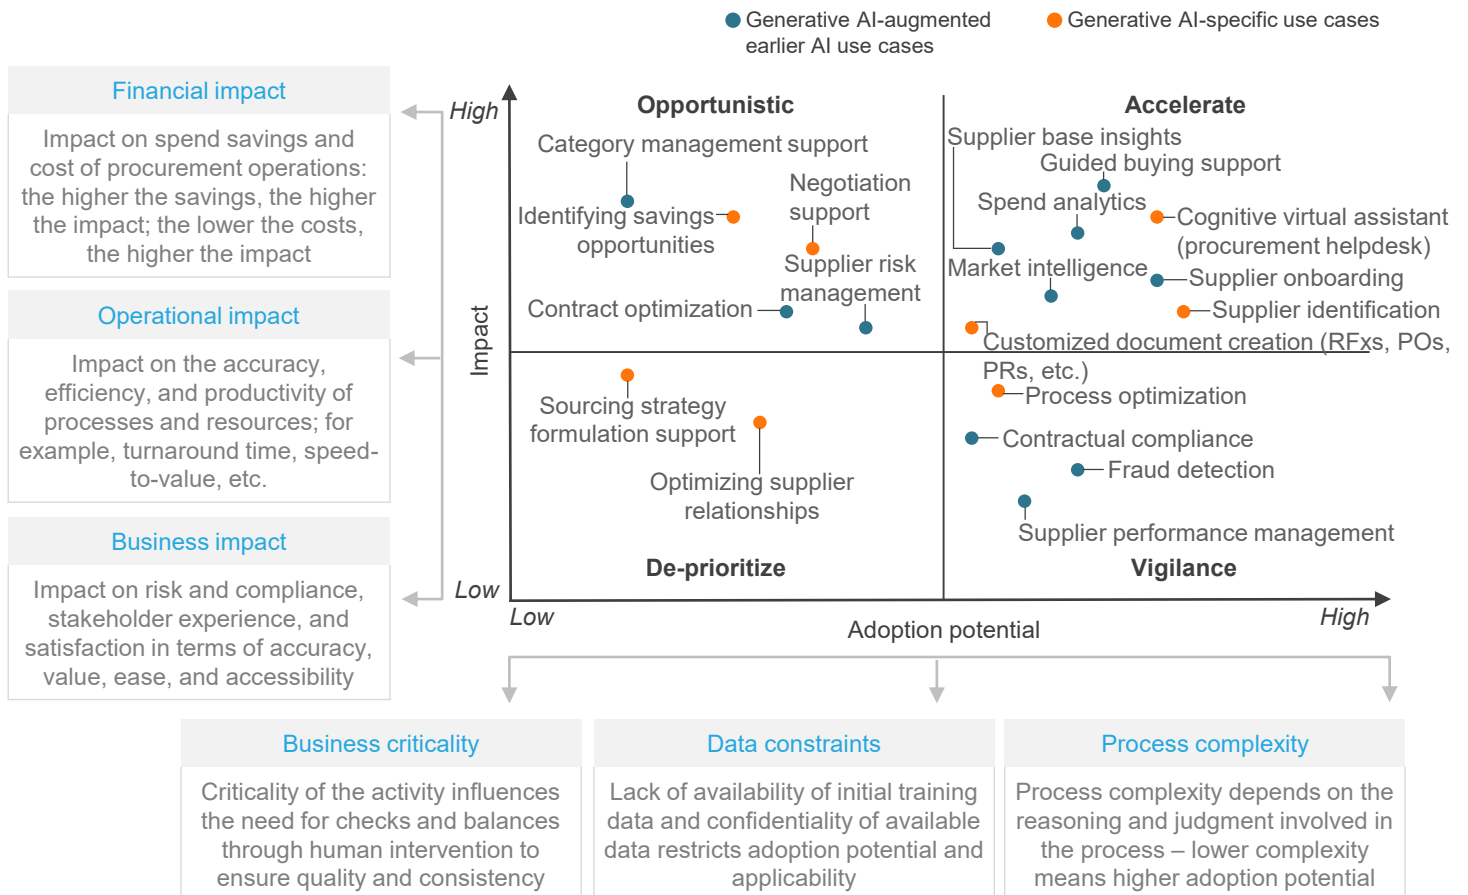 Generative AI-augmented
earlier AI use cases
Generative AI-specific use cases
Financial impact
Impact on spend savings and
cost of procurement operations:
the higher the savings, the higher
the impact; the lower the costs,
the higher the impact
Operational impact
Impact on the accuracy,
efficiency, and productivity of
processes and resources; for
example, turnaround time, speed-
to-value, etc.
Business impact
Impact on risk and compliance,
stakeholder experience, and
satisfaction in terms of accuracy,
value, ease, and accessibility
High
Impact
Low
Opportunistic
Category management support
Negotiation
support
Identifying savings
opportunities
Supplier risk
management
Contract optimization
Accelerate
Supplier base insights
Guided buying support
Spend analytics
Cognitive virtual assistant
(procurement helpdesk)
Market intelligence
Supplier onboarding
Supplier identification
Customized document creation (RFxs, POs,
PRs, etc.)
Sourcing strategy
formulation support
Optimizing supplier
relationships
De-prioritize
Process optimization
Contractual compliance
Fraud detection
Supplier performance management
Vigilance
Low
Adoption potential
High
Business criticality
Criticality of the activity influences
the need for checks and balances
through human intervention to
ensure quality and consistency
Data constraints
Lack of availability of initial training
data and confidentiality of available
data restricts adoption potential and
applicability
Process complexity
Process complexity depends on the
reasoning and judgment involved in
the process – lower complexity
means higher adoption potential